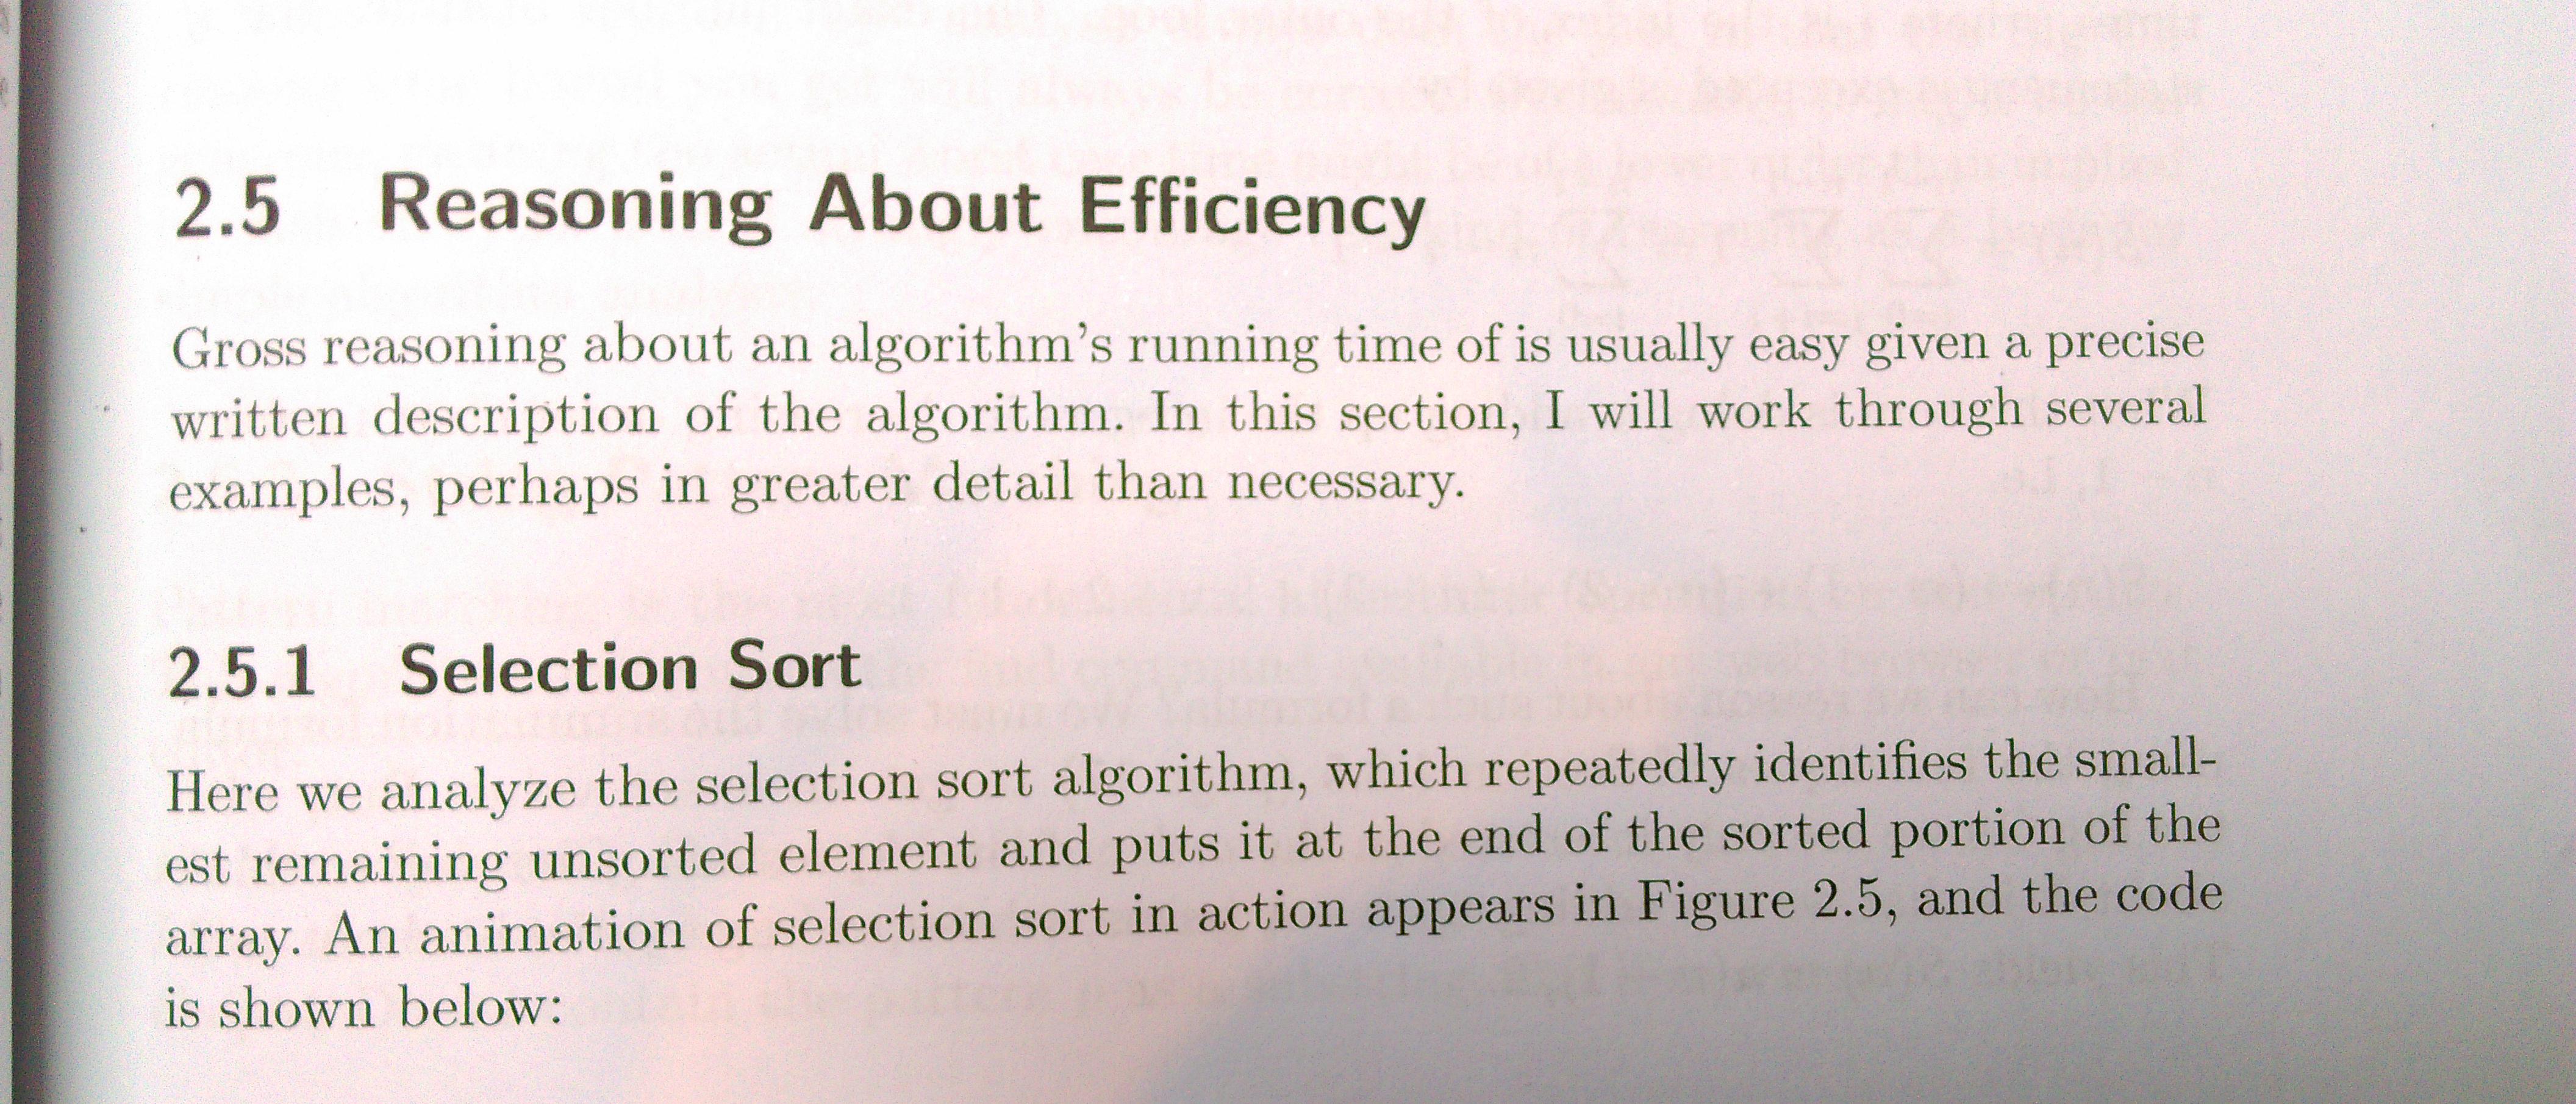 2.5 Reasoning About Efficiency
Gross reasoning about an algorithm's running time of is usually easy given a precise
written description of the algorithm. In this section, I will work through several
examples, perhaps in greater detail than necessary.
2.5.1 Selection Sort
Here we analyze the selection sort algorithm, which repeatedly identifies the small-
est remaining unsorted element and puts it at the end of the sorted portion of the
array. An animation of selection sort in action appears in Figure 2.5, and the code
is shown below: